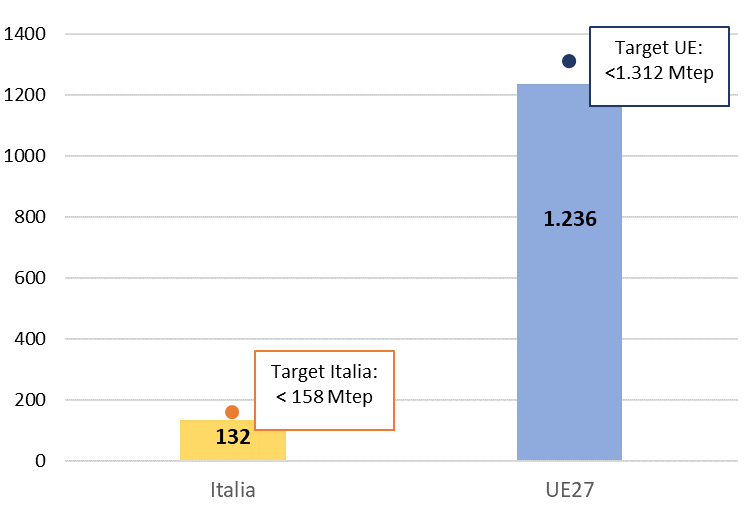 1400
1200
1000
800
600
400
200
0
Target UE:
<1.312 Mtep
1.236
Target Italia:
< 158 Mtep
132
Italia
UE27